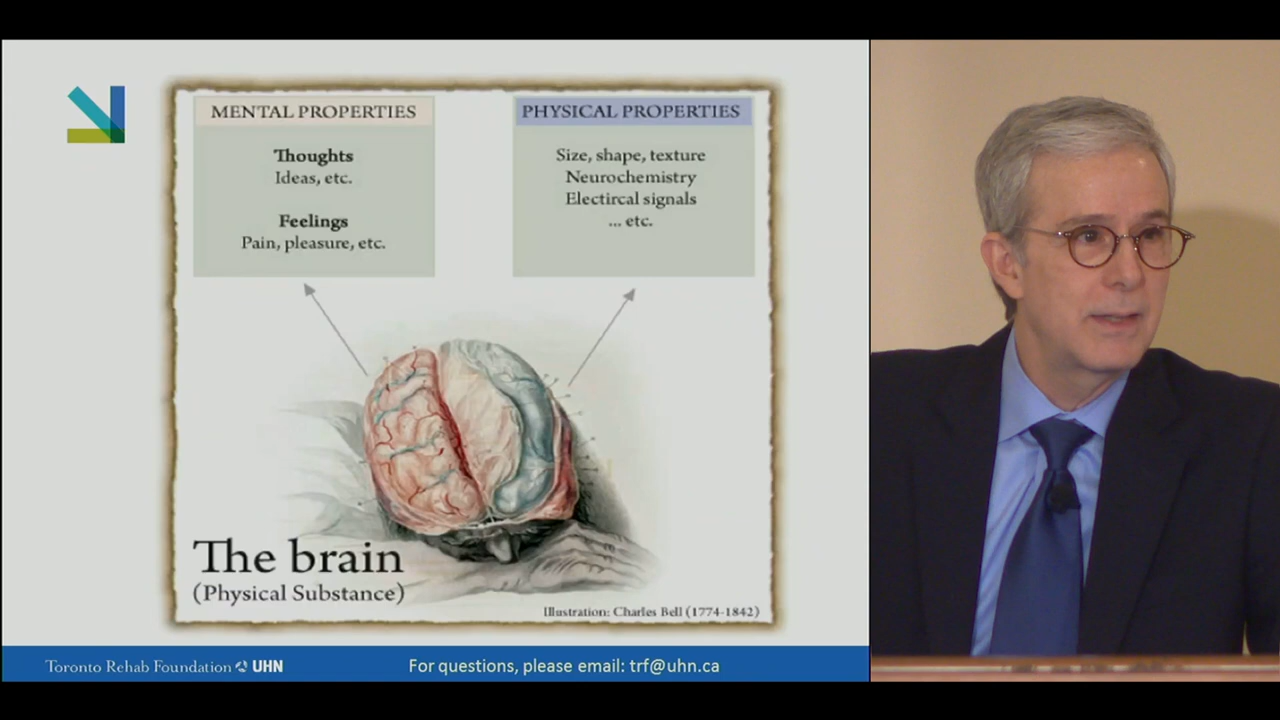 MENTAL PROPERTIES
Thoughts
Ideas, etc.
Feelings
Pain, pleasure, etc.
PHYSICAL PROPERTIES
Size, shape, texture
Neurochemistry
Electircal signals
... etc.
The brain
(Physical Substance)
Illustration: Charles Bell (1774-1842)
Toronto Rehab Foundation UHN
For questions, please email: trf@uhn.ca